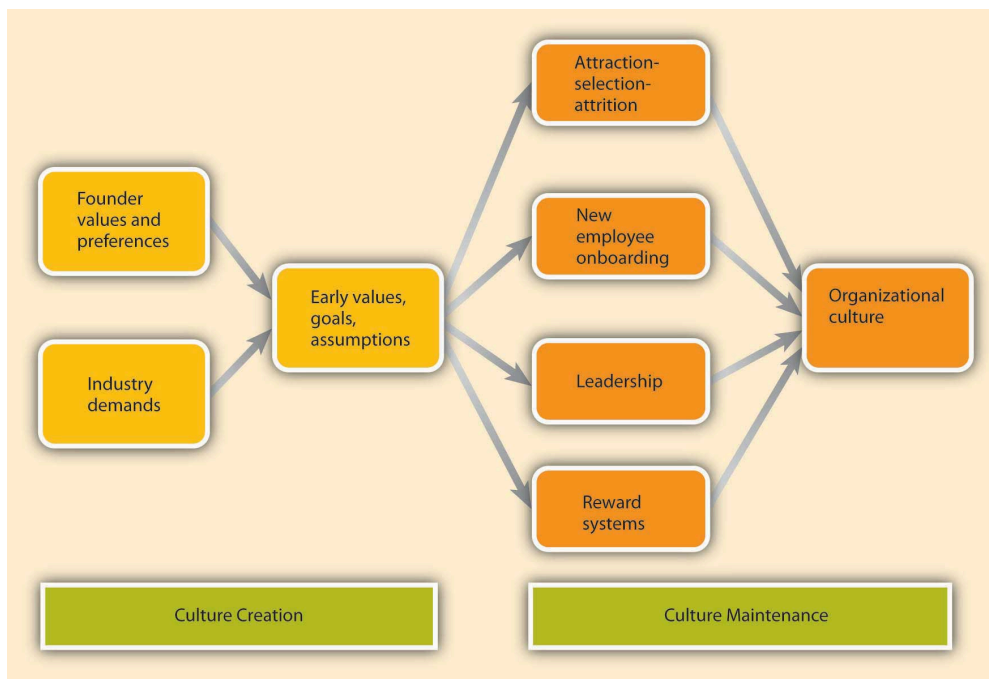 Founder
values and
preferences
Industry
demands
Early values,
goals,
assumptions
Attraction-
selection-
attrition
New
employee
onboarding
Leadership
Reward
systems
Organizational
culture
Culture Creation
Culture Maintenance